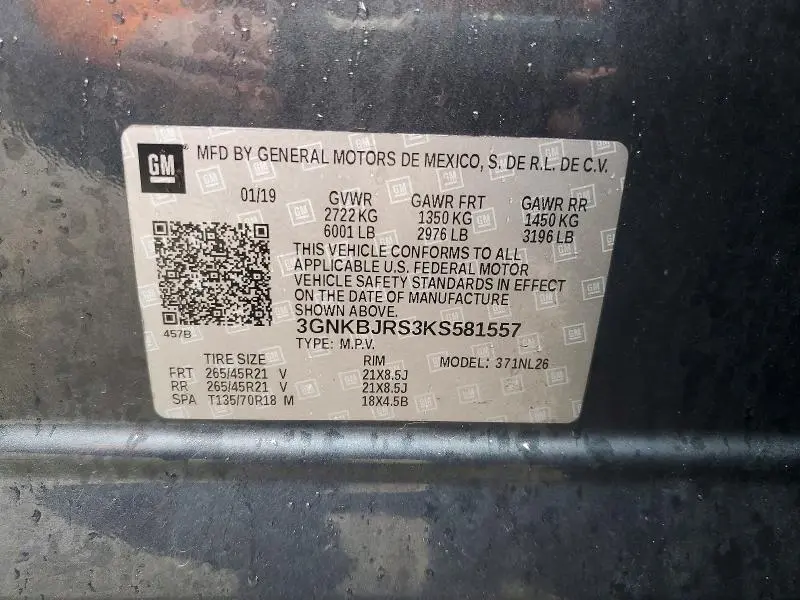 GM MFD BY GENERAL MOTORS DE MEXICO, S. DE R.L. DE C.V.
01/19 GVWR GAWR FRT GAWR RR
2722 KG 1350 KG 1450 KG
6001 LB 2976 LB 3196 LB
THIS VEHICLE CONFORMS TO ALL
APPLICABLE U.S. FEDERAL MOTOR
VEHICLE SAFETY STANDARDS IN EFFECT
ON THE DATE OF MANUFACTURE
SHOWN ABOVE.
457B 3GNKBJRS3KS581557
TYPE: M.P.V.
TIRE SIZE RIM MODEL: 371NL26
FRT 265/45R21 V 21X8.5J
RR 265/45R21 V 21X8.5J
SPA T135/70R18 M 18X4.5B